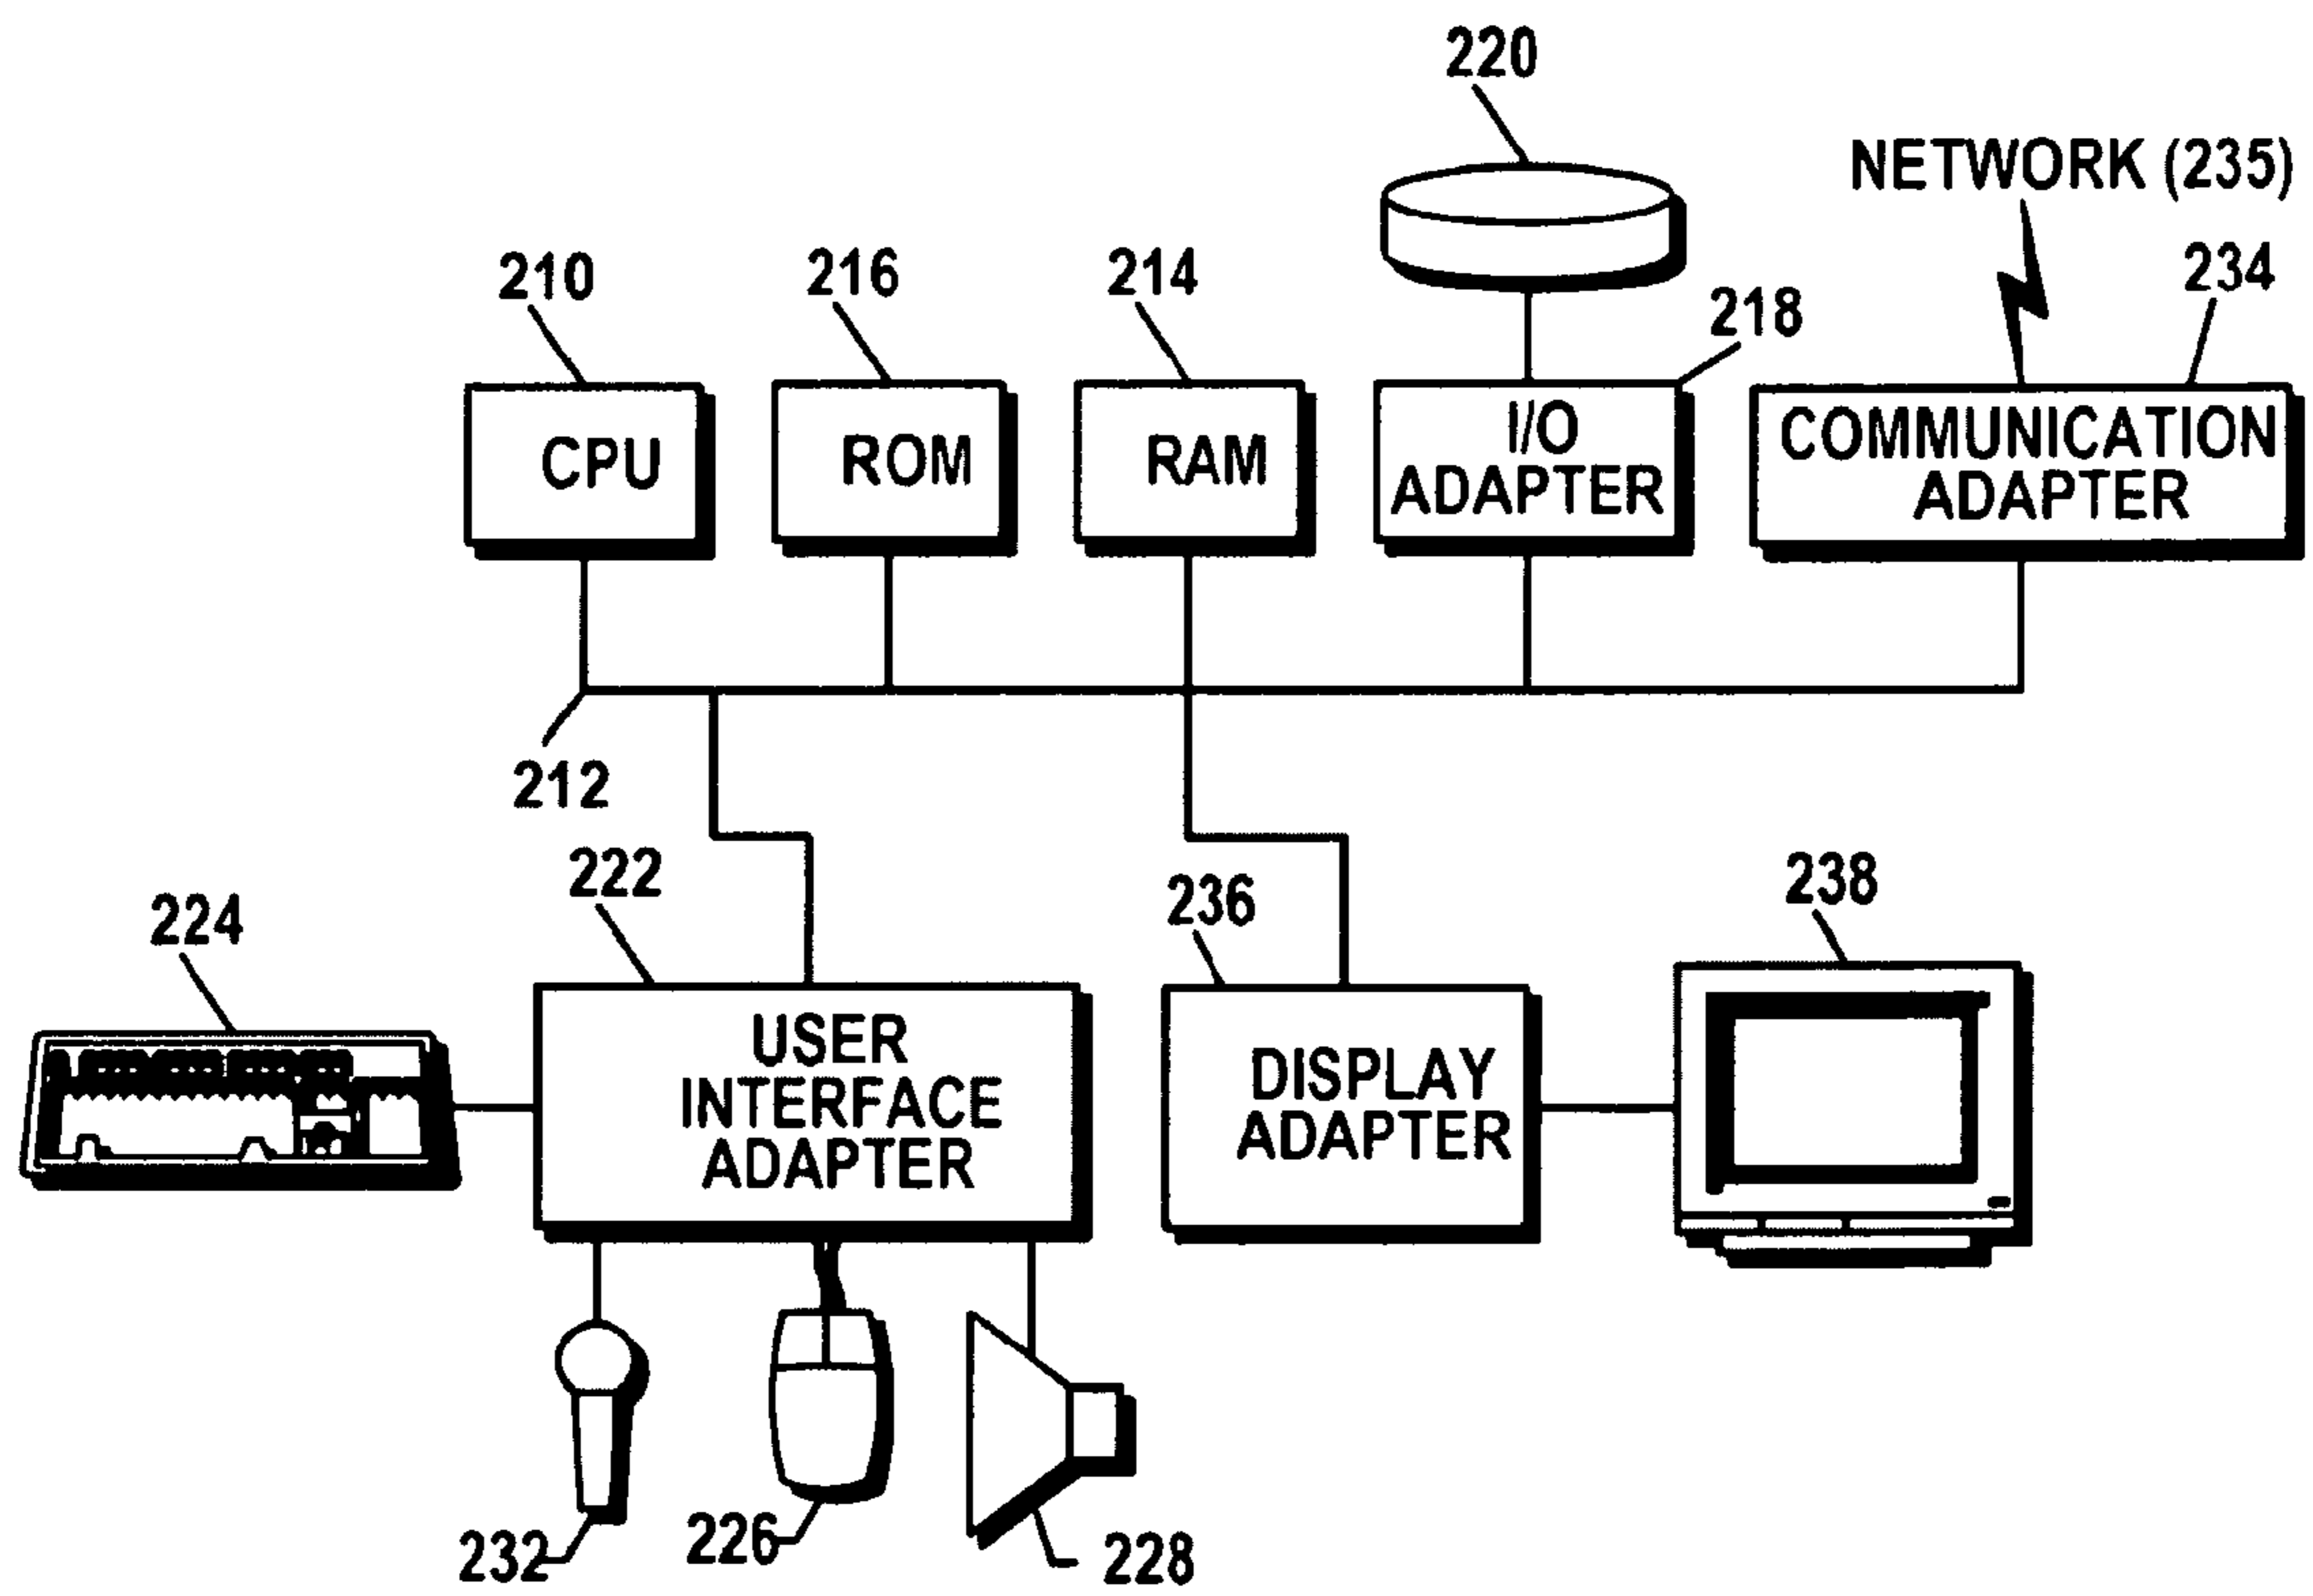 220
NETWORK (235)
210
216
214
218
234
CPU
ROM
RAM
I/O
ADAPTER
COMMUNICATION
ADAPTER
212
222
224
236
238
USER
INTERFACE
ADAPTER
DISPLAY
ADAPTER
232
226
228